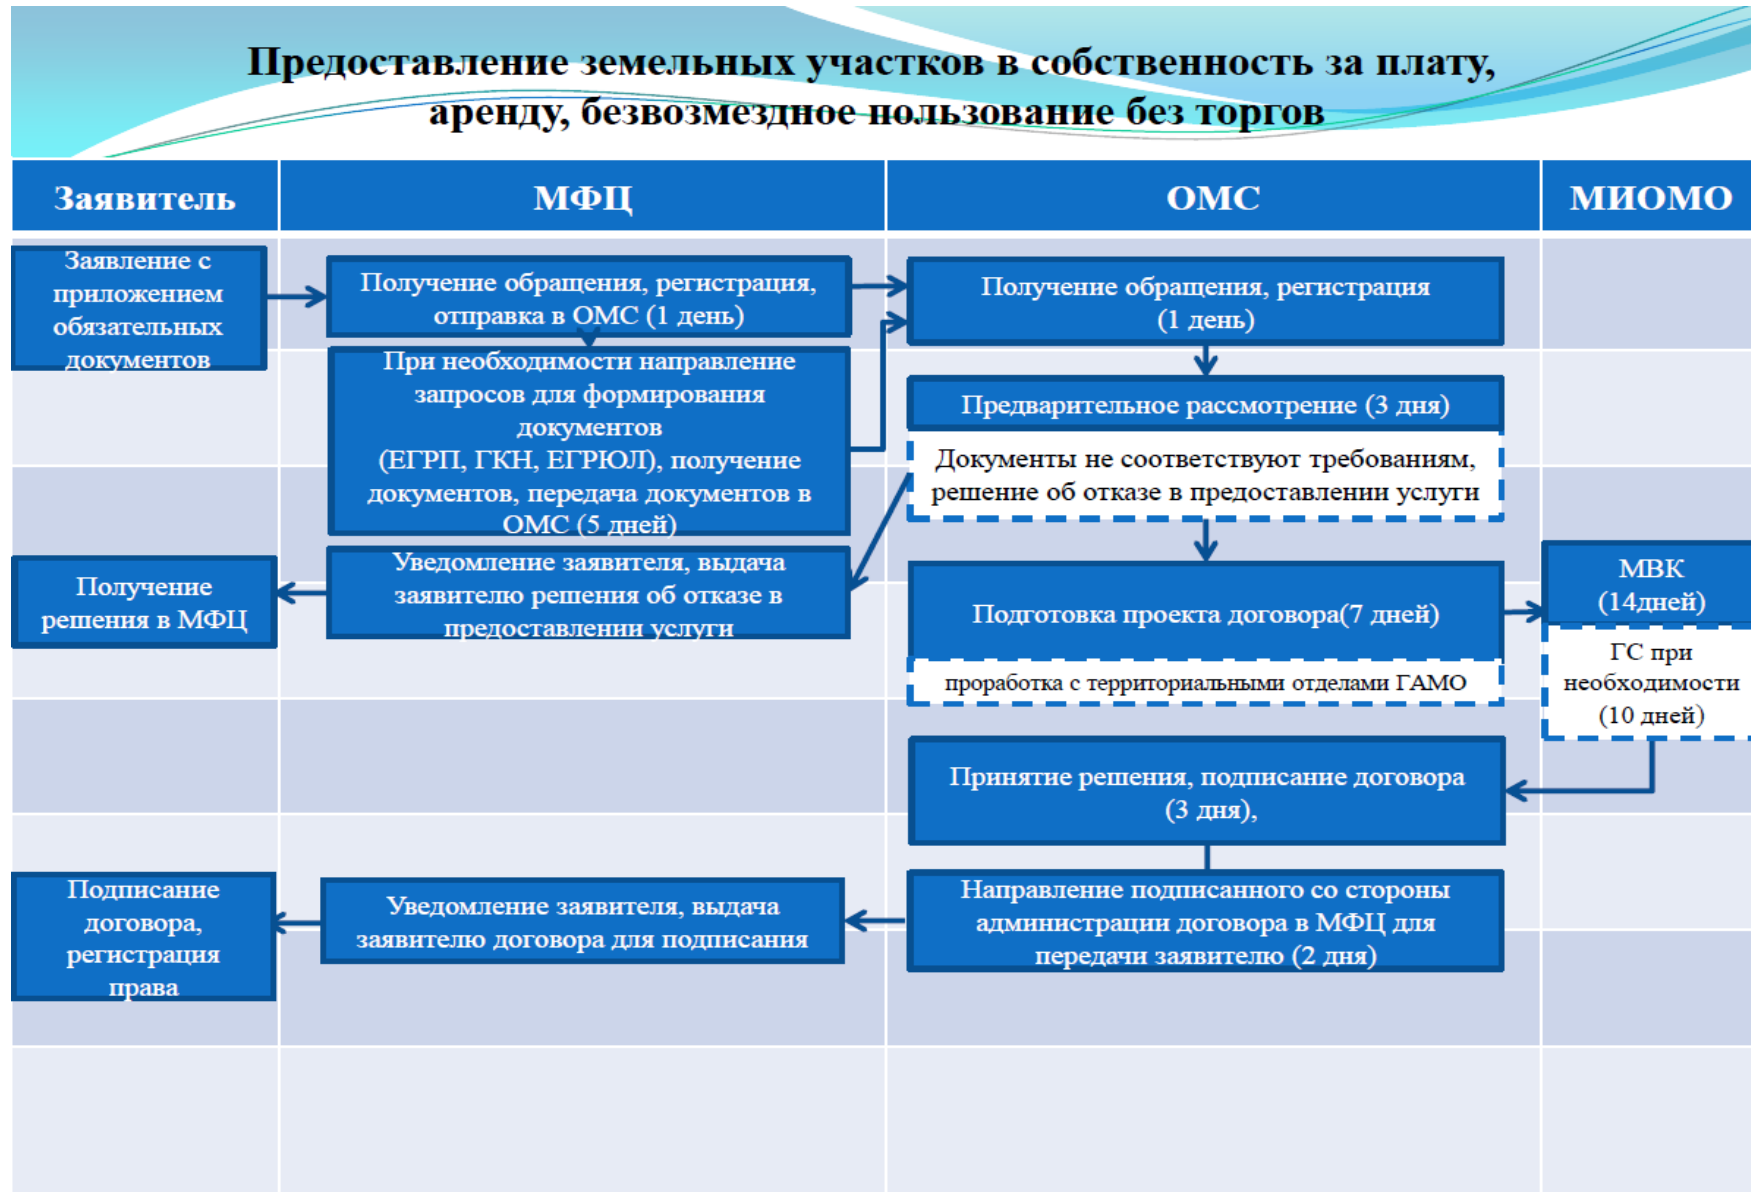 Предоставление земельных участков в собственность за плату,
аренду, безвозмездное пользование без торгов
Заявитель
МФЦ
ОМС
МИОМО
Заявление с
приложением
обязательных
документов
Получение обращения, регистрация,
отправка в ОМС (1 день)
Получение обращения, регистрация
(1 день)
При необходимости направление
запросов для формирования
документов
(ЕГРП, ГКН, ЕГРЮЛ), получение
документов, передача документов в
ОМС (5 дней)
Предварительное рассмотрение (3 дня)
Документы не соответствуют требованиям,
решение об отказе в предоставлении услуги
Получение
решения в МФЦ
Уведомление заявителя, выдача
заявителю решения об отказе в
предоставлении услуги
Подготовка проекта договора(7 дней)
проработка с территориальными отделами ГАМО
МВК
(14дней)
ГС при
необходимости
(10 дней)
Принятие решения, подписание договора
(3 дня),
Подписание
договора,
регистрация
права
Уведомление заявителя, выдача
заявителю договора для подписания
Направление подписанного со стороны
администрации договора в МФЦ для
передачи заявителю (2 дня)